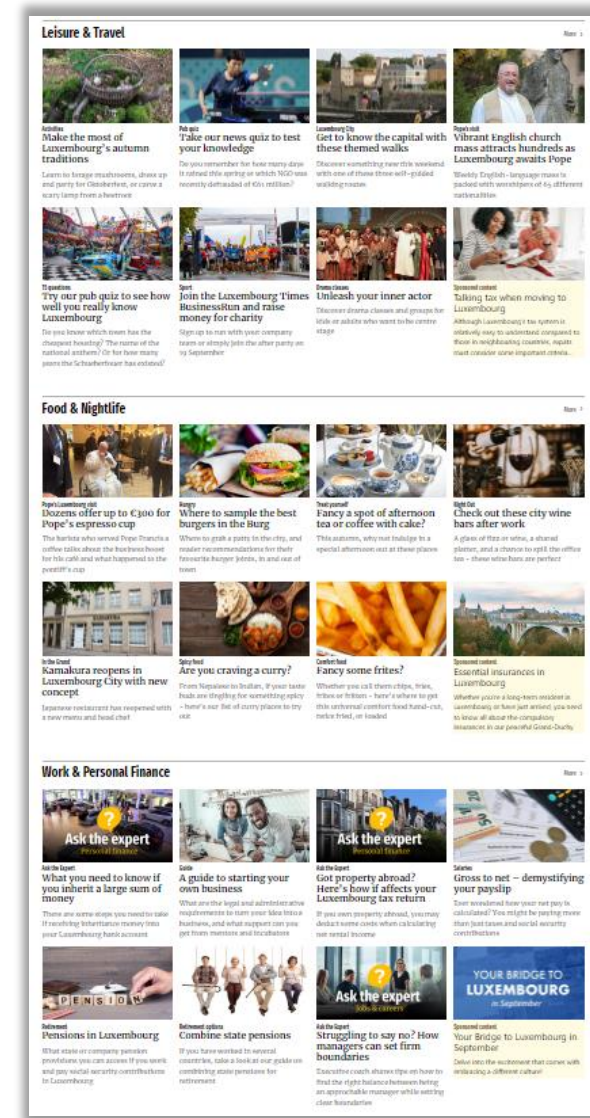 Leisure & Travel
More
Activities
Make the most of
Luxembourg's autumn
traditions
Learn to forage mushrooms, dress up
and party for Oktoberfest, or carve a
scary lamp from a beetroot
Pub quiz
Take our news quiz to test
your knowledge
Do you remember for how many days
it rained this spring or which NGO was
recently defrauded of €61 million?
Luxembourg City
Get to know the capital with
these themed walks
Discover something new this weekend
with one of these three self-guided
walking routes
Pope's visit
Vibrant English church
mass attracts hundreds as
Luxembourg awaits Pope
Weekly English-language mass is
packed with worshipers of 65 different
nationalities
15 questions
Try our pub quiz to see how
well you really know
Luxembourg
Do you know which town has the
cheapest housing? The name of the
national anthem? Or for how many
years the Schueberfouer has existed?
Sport
Join the Luxembourg Times
BusinessRun and raise
money for charity
Sign up to run with your company
team or simply join the after party on
19 September
Drama classes
Unleash your inner actor
Discover drama classes and groups for
kids or adults who want to be centre
stage
Sponsored content
Talking tax when moving to
Luxembourg
Although Luxembourg's tax system is
relatively easy to understand compared to
those in neighbouring countries, expats
must consider some important criteria..
Food & Nightlife
More
Pope's Luxembourg visit
Dozens offer up to €300 for
Pope's espresso cup
The barista who served Pope Francis a
coffee talks about the business boost
for his café and what happened to the
pontiff's cup
Hungry
Where to sample the best
burgers in the Burg
Where to grab a patty in the city, and
reader recommendations for their
favourite burger joints, in and out of
town
Treat yourself
Fancy a spot of afternoon
tea or coffee with cake?
This autumn, why not indulge in a
special afternoon out at these places
Night Out
Check out these city wine
bars after work
A glass of fizz or wine, a shared
platter, and a chance to spill the office
tea – these wine bars are perfect
In the Grund
Kamakura reopens in
Luxembourg City with new
concept
Japanese restaurant has reopened with
a new menu and head chef
Spicy food
Are you craving a curry?
From Nepalese to Indian, if your taste
buds are tingling for something spicy
– here's our list of curry places to try
out
Comfort food
Fancy some frites?
Whether you call them chips, fries,
frites or fritten – here's where to get
this universal comfort food hand-cut,
twice fried, or loaded
Sponsored content
Essential insurances in
Luxembourg
Whether you're a long-term resident in
Luxembourg or have just arrived, you need
to know all about the compulsory
insurances in our peaceful Grand-Duchy.
Work & Personal Finance
More
Ask the expert
Personal finance
Ask the Expert
What you need to know if
you inherit a large sum of
money
There are some steps you need to take
if receiving inheritance money into
your Luxembourg bank account
Guide
A guide to starting your
own business
What are the legal and administrative
requirements to turn your idea into a
business, and what support can you
get from mentors and incubators
Ask the expert
Personal finance
Ask the Expert
Got property abroad?
Here's how if affects your
Luxembourg tax return
If you own property abroad, you may
deduct some costs when calculating
net rental income
Salaries
Gross to net – demystifying
your payslip
Ever wondered how your net pay is
calculated? You might be paying more
than just taxes and social security
contributions
PENSION
Retirement
Pensions in Luxembourg
What state or company pension
provisions you can access if you work
and pay social security contributions
in Luxembourg
Retirement options
Combine state pensions
If you have worked in several
countries, take a look at our guide on
combining state pensions for
retirement
Ask the expert
Jobs & careers
Ask the Expert
Struggling to say no? How
managers can set firm
boundaries
Executive coach shares tips on how to
find the right balance between being
an approachable manager while setting
clear boundaries
YOUR BRIDGE TO
LUXEMBOURG
in September
Sponsored content
Your Bridge to Luxembourg in
September
Delve into the excitement that comes with
embracing a different culture!